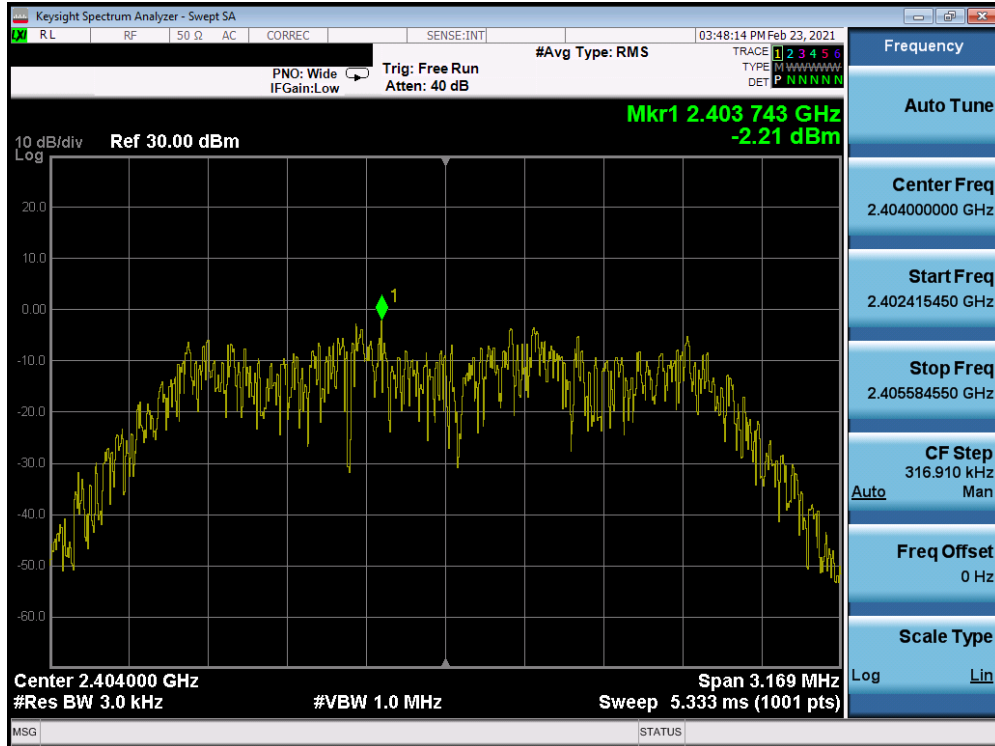 Keysight Spectrum Analyzer - Swept SA
LXI RL RF 50 Ω AC CORREC SENSE:INT 03:48:14 PM Feb 23, 2021
Frequency
#Avg Type: RMS
TRACE 1 2 3 4 5 6
PNO: Wide Trig: Free Run
TYPE M WWWWW
IFGain:Low Atten: 40 dB
DET P N N N N N
Auto Tune
Mkr1 2.403 743 GHz
-2.21 dBm
10 dB/div Ref 30.00 dBm
Log
20.0
10.0
0.00
-10.0
-20.0
-30.0
-40.0
-50.0
-60.0
1
Center Freq
2.404000000 GHz
Start Freq
2.402415450 GHz
Stop Freq
2.405584550 GHz
CF Step
316.910 kHz
Auto Man
Freq Offset
0 Hz
Scale Type
Log Lin
Center 2.404000 GHz Span 3.169 MHz
#Res BW 3.0 kHz #VBW 1.0 MHz Sweep 5.333 ms (1001 pts)
MSG STATUS